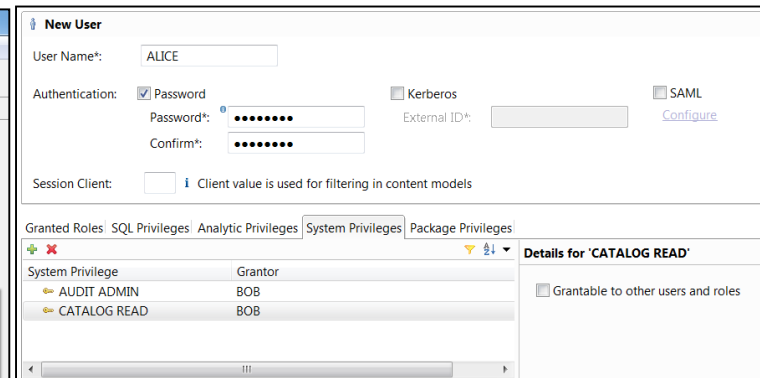 New User
User Name*: ALICE
Authentication: Password Kerberos SAML
Password*: •••••••• External ID*: Configure
Confirm*: ••••••••
Session Client: i Client value is used for filtering in content models
Granted Roles SQL Privileges Analytic Privileges System Privileges Package Privileges
Details for 'CATALOG READ'
System Privilege Grantor
AUDIT ADMIN BOB Grantable to other users and roles
CATALOG READ BOB